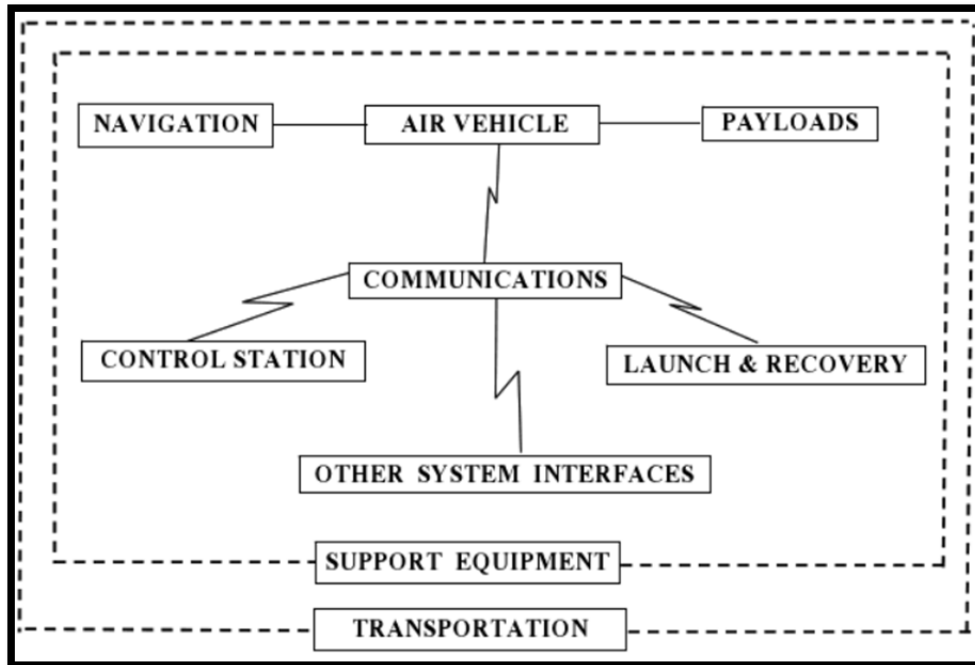 NAVIGATION
AIR VEHICLE
PAYLOADS
COMMUNICATIONS
CONTROL STATION
LAUNCH & RECOVERY
OTHER SYSTEM INTERFACES
SUPPORT EQUIPMENT
TRANSPORTATION